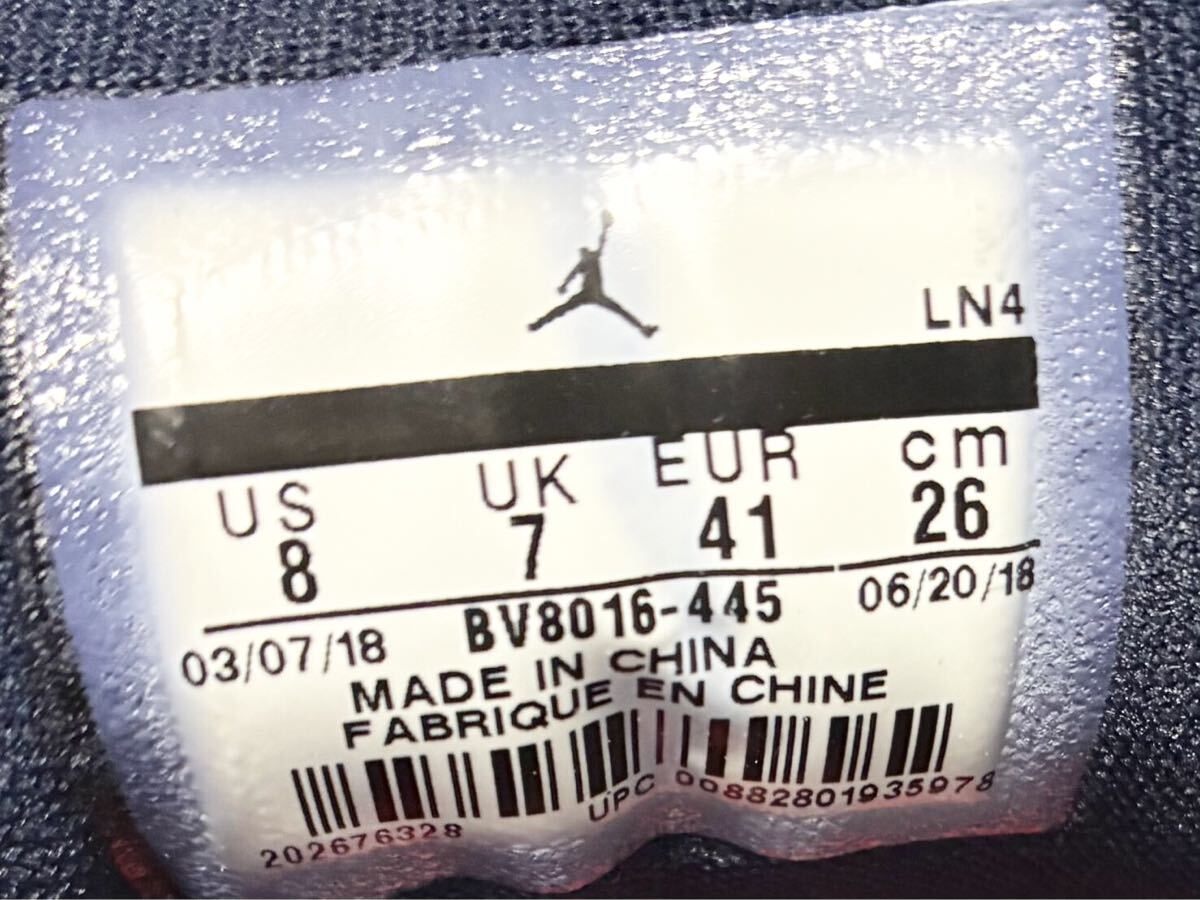 LN4
US UK EUR cm
8 7 41 26
03/07/18 BV8016-445 06/20/18
MADE IN CHINA
FABRIQUE EN CHINE
202676328 UPC 00882801935978